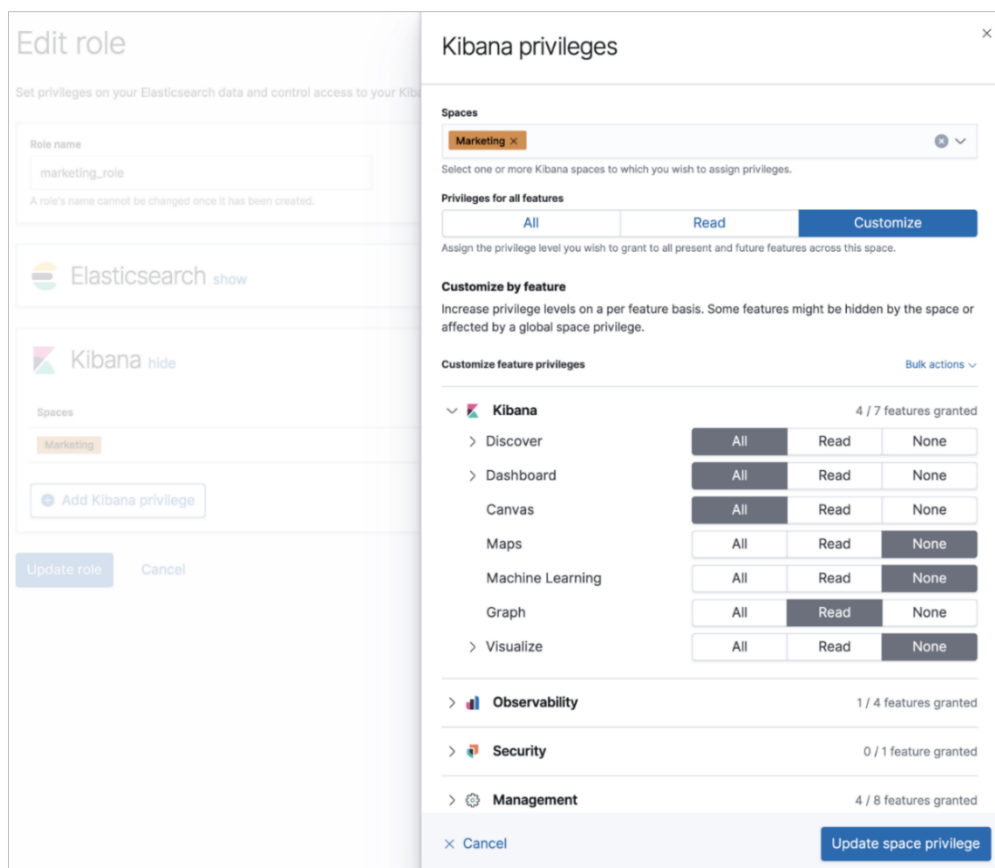 Edit role
Set privileges on your Elasticsearch data and control access to your Kib
Role name
marketing_role
A role's name cannot be changed once it has been created.
Elasticsearch show
Kibana hide
Spaces
Marketing
Add Kibana privilege
Update role Cancel
Kibana privileges
Spaces
Marketing
Select one or more Kibana spaces to which you wish to assign privileges.
Privileges for all features
All Read Customize
Assign the privilege level you wish to grant to all present and future features across this space.
Customize by feature
Increase privilege levels on a per feature basis. Some features might be hidden by the space or
affected by a global space privilege.
Customize feature privileges Bulk actions
Kibana 4 / 7 features granted
Discover All Read None
Dashboard All Read None
Canvas All Read None
Maps All Read None
Machine Learning All Read None
Graph All Read None
Visualize All Read None
Observability 1 / 4 features granted
Security 0 / 1 feature granted
Management 4 / 8 features granted
Cancel Update space privilege